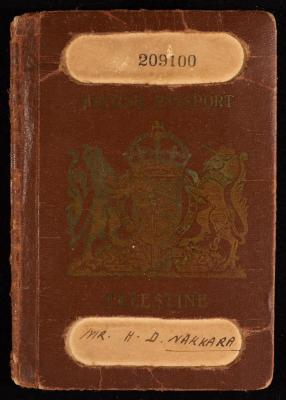 209100
BRITISH PASSPORT
PALESTINE
MR. H. D. NAKKARA